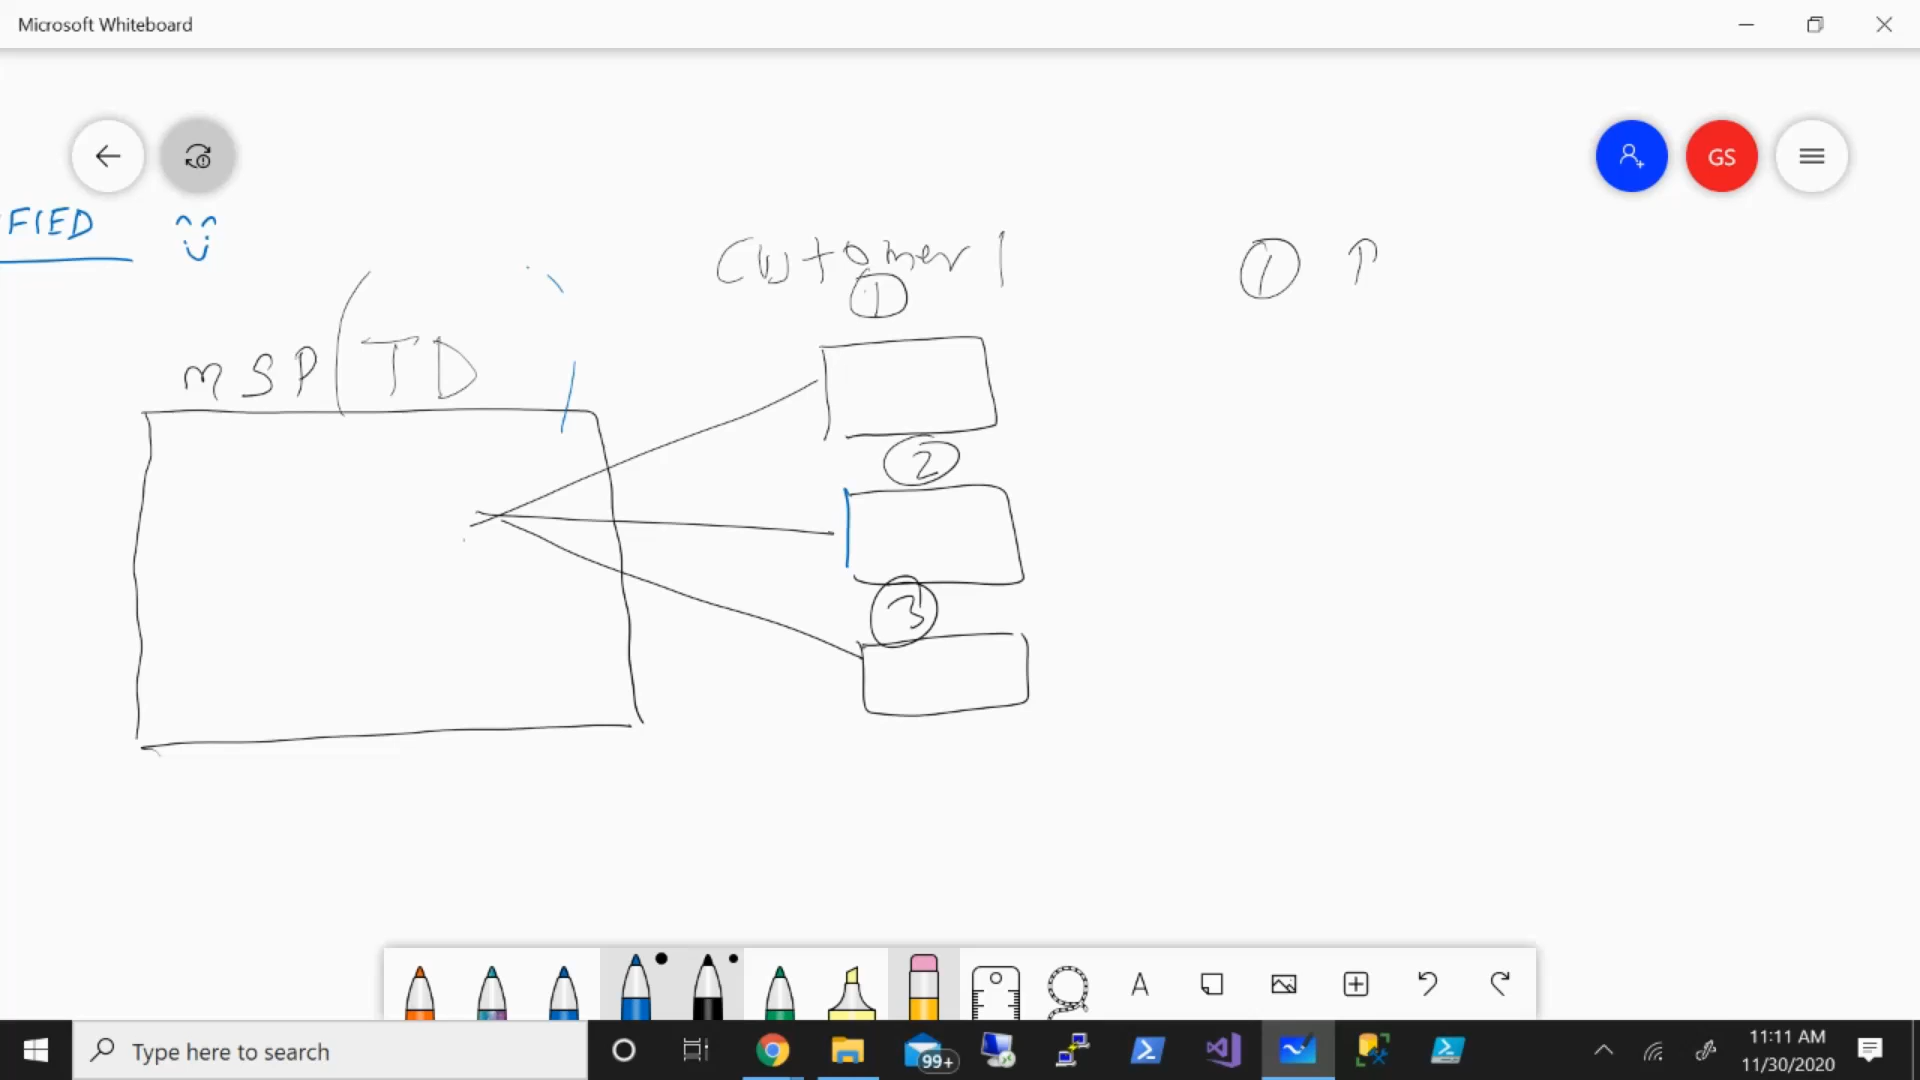 Microsoft Whiteboard
GS
FIED
Customer 1
① ↑
①
MSP (TD
②
③
A
Type here to search
99+
11:11 AM
11/30/2020